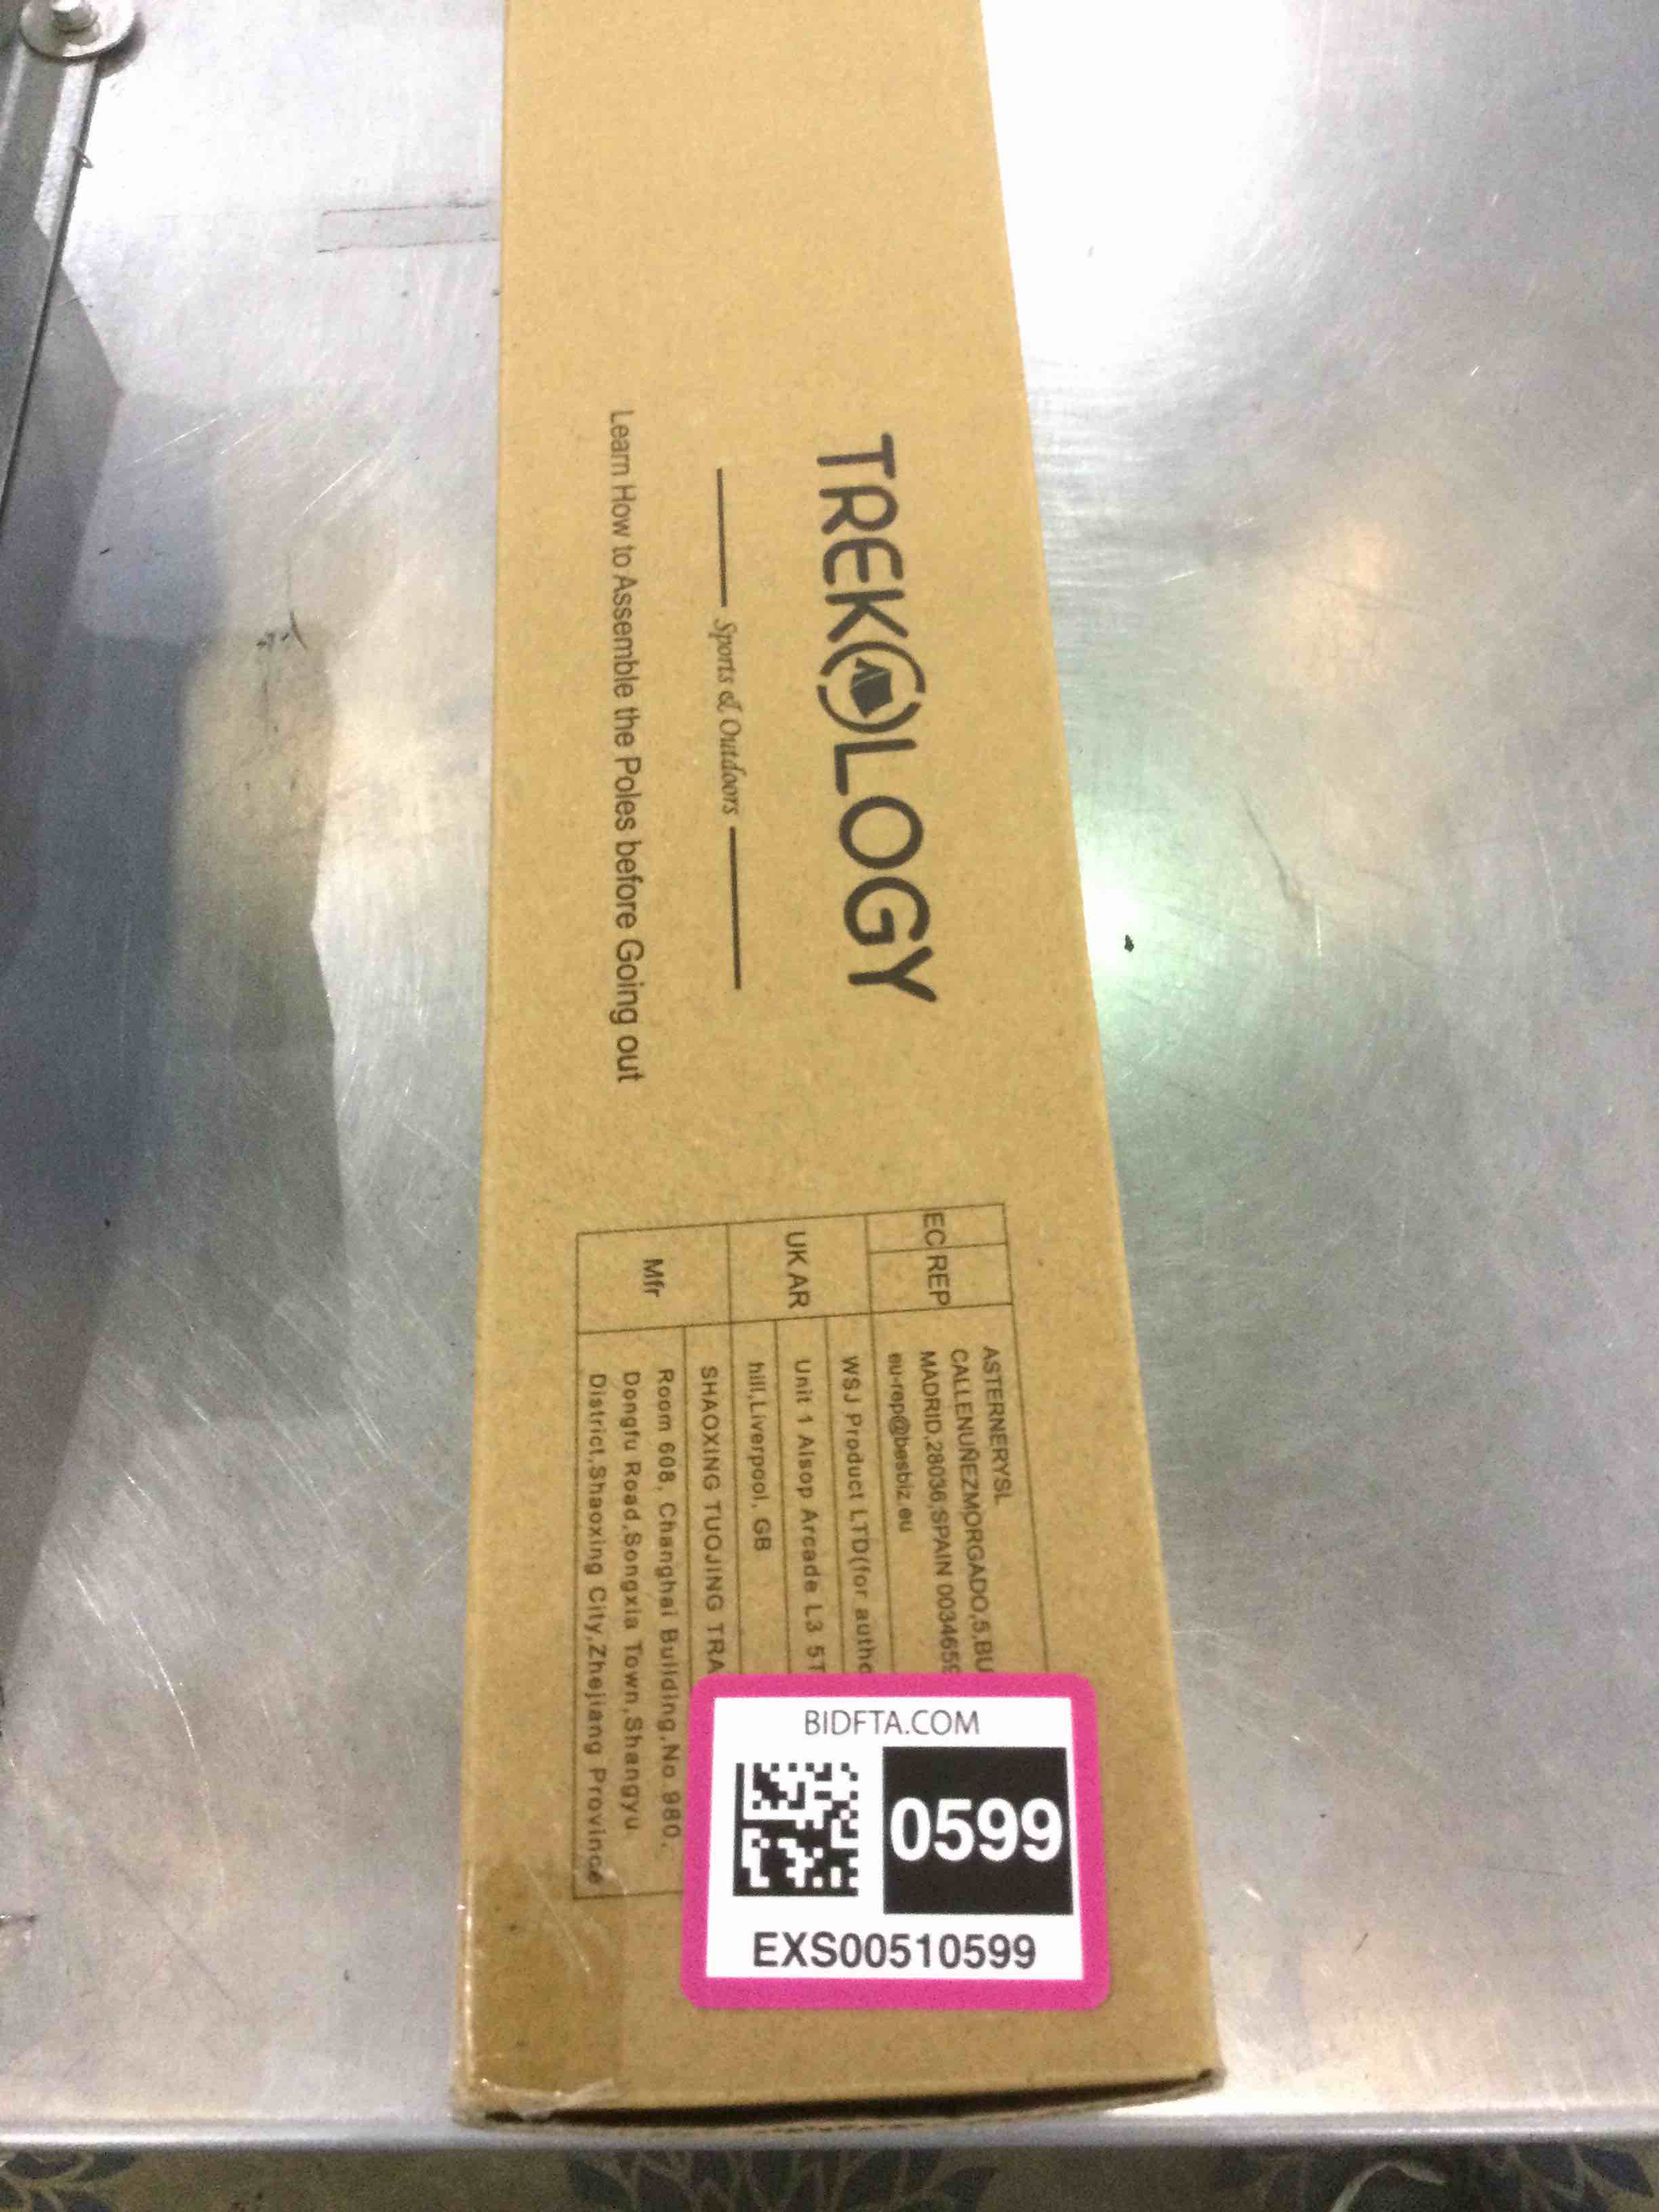 TREKOLOGY
Sports & Outdoors
Learn How to Assemble the Poles before Going out
EC REP
ASTERNERYSL
CALLENUÑEZMORGADO,5,BU
MADRID,28036,SPAIN 003465
eu-rep@besbiz.eu
UK AR
WSJ Product LTD(for autho
Unit 1 Alsop Arcade L3 5T
hill,Liverpool, GB
Mfr
SHAOXING TUOJING TRA
Room 608, Changhai Building,No.980,
Dongfu Road,Songxia Town,Shangyu
District,Shaoxing City,Zhejiang Province
BIDFTA.COM
0599
EXS00510599